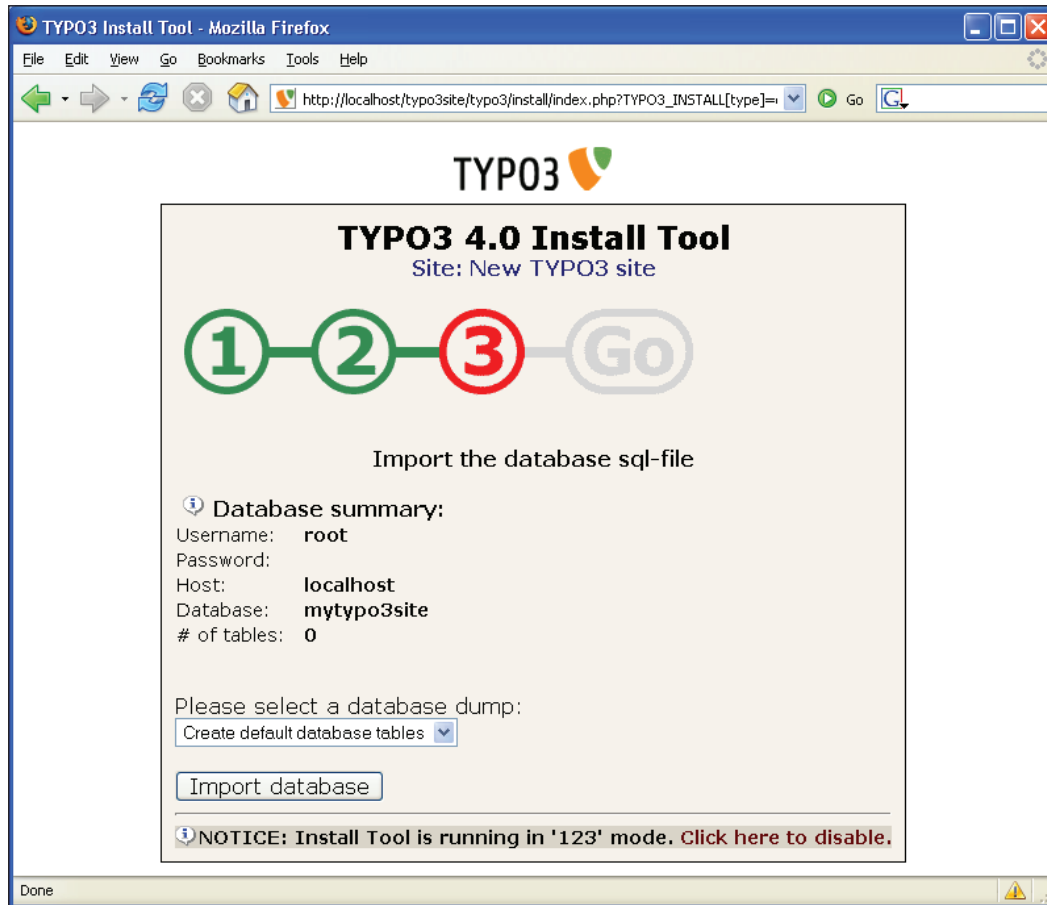 TYPO3 Install Tool - Mozilla Firefox
File Edit View Go Bookmarks Tools Help
http://localhost/typo3site/typo3/install/index.php?TYPO3_INSTALL[type]= Go G
TYPO3
TYPO3 4.0 Install Tool
Site: New TYPO3 site
1 2 3 Go
Import the database sql-file
Database summary:
Username: root
Password:
Host: localhost
Database: mytypo3site
# of tables: 0
Please select a database dump:
Create default database tables
Import database
NOTICE: Install Tool is running in '123' mode. Click here to disable.
Done